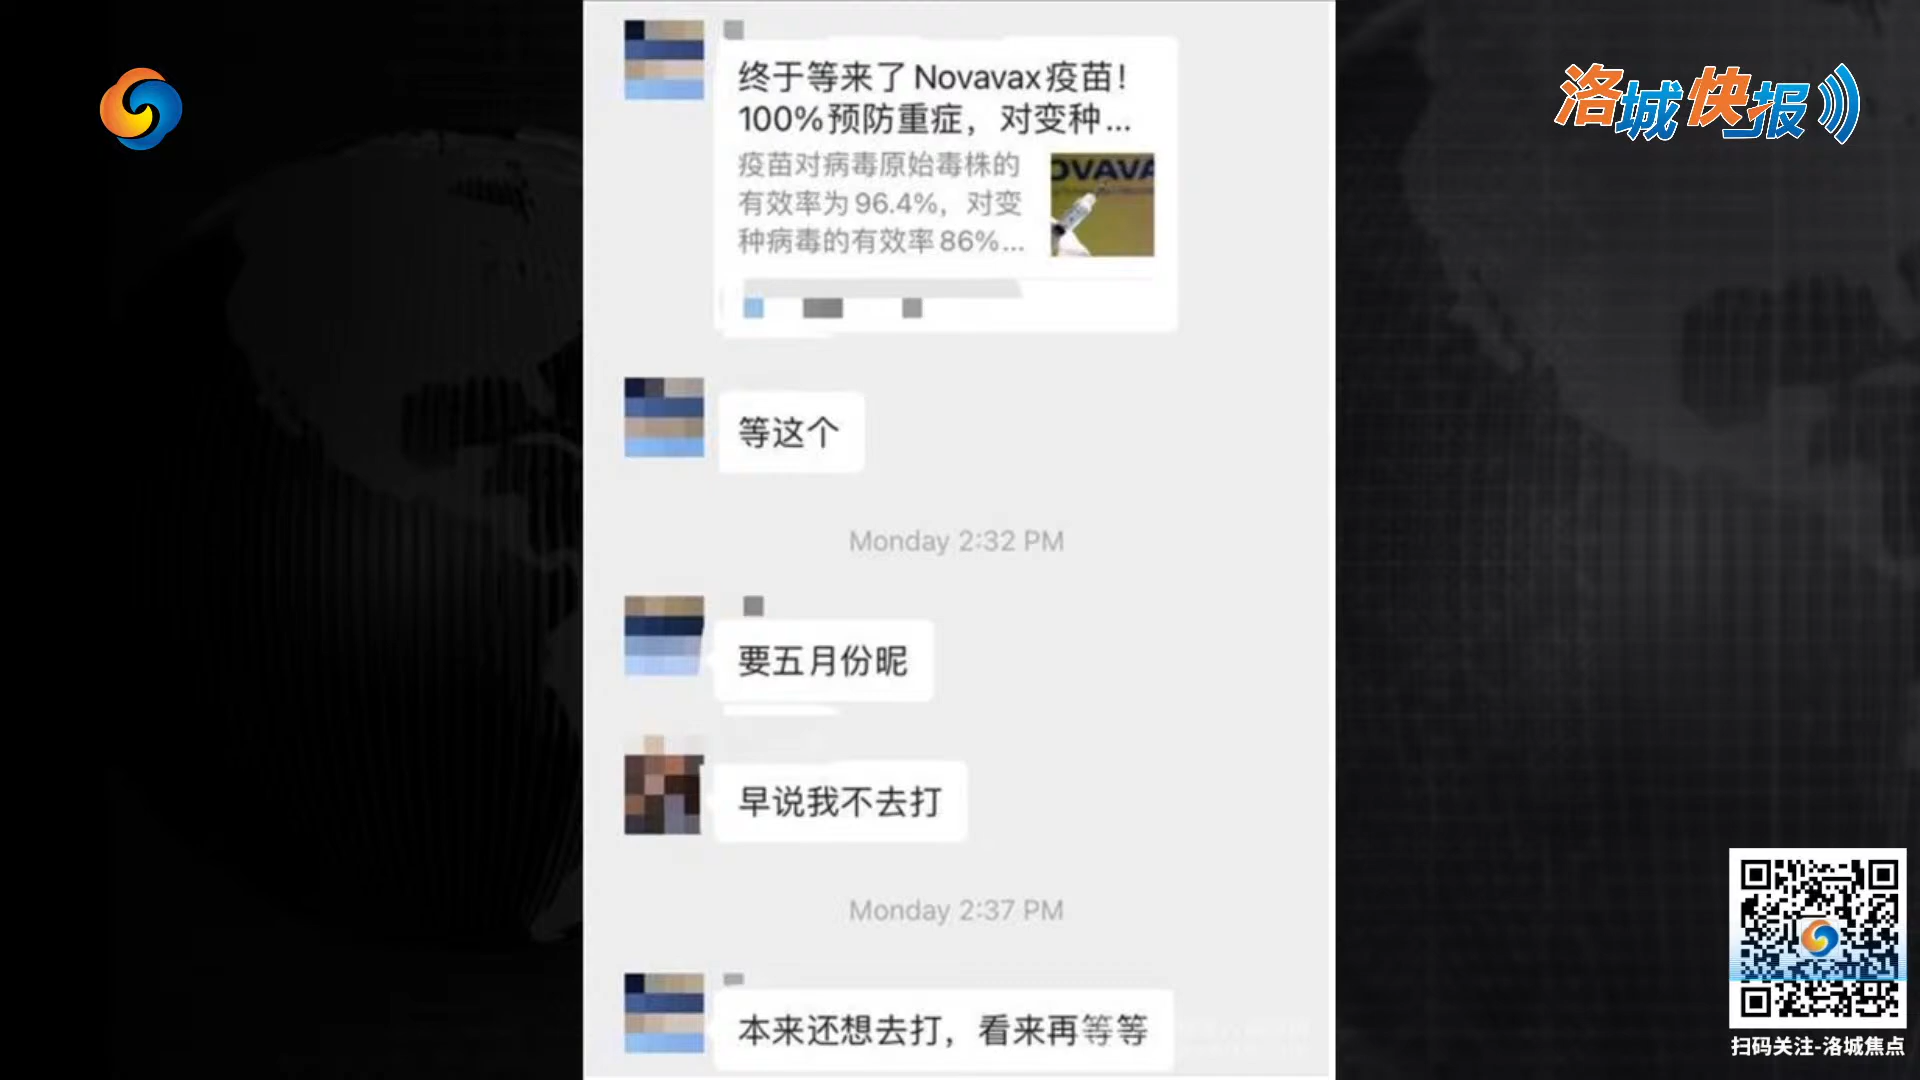 洛城快报
终于等来了Novavax疫苗！
100%预防重症，对变种...
疫苗对病毒原始毒株的
有效率为96.4%，对变
种病毒的有效率86%...
OVAVA
等这个
Monday 2:32 PM
要五月份昵
早说我不去打
Monday 2:37 PM
本来还想去打，看来再等等
扫码关注-洛城焦点